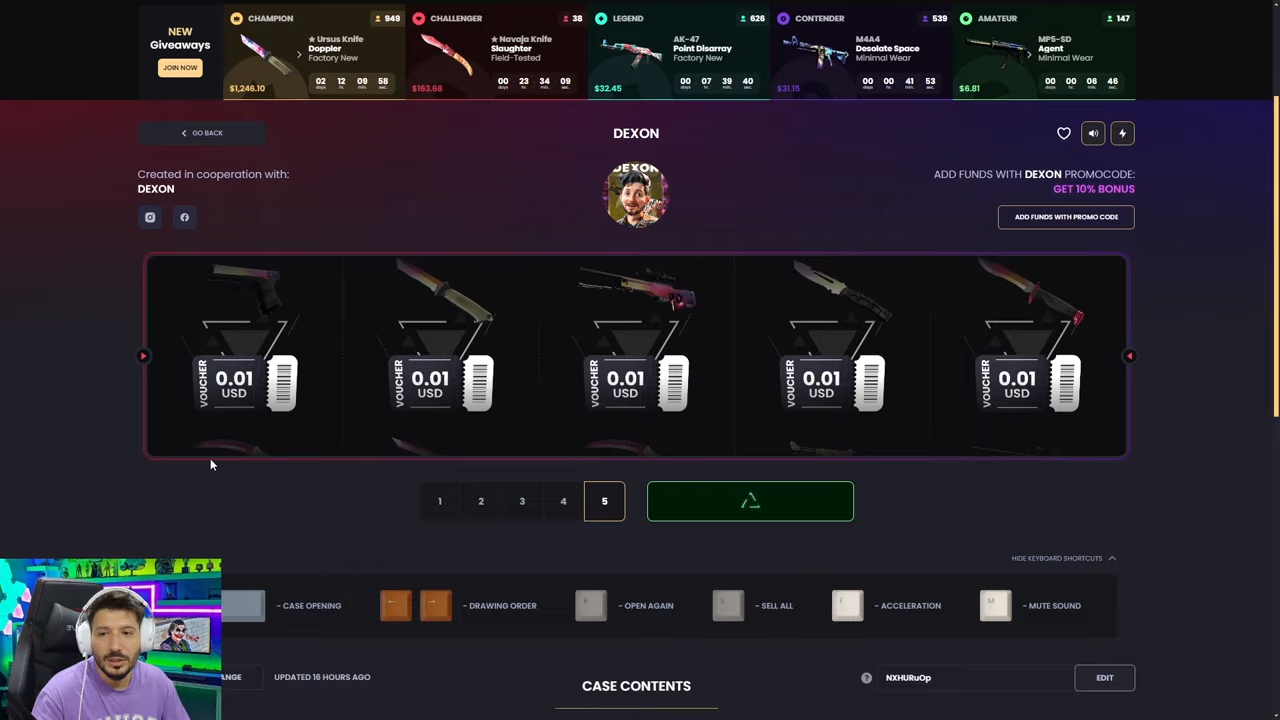 NEW
Giveaways
JOIN NOW
CHAMPION
949
★ Ursus Knife
Doppler
Factory New
$1,246.10
02 12 09 58
days hr. min. sec.
CHALLENGER
38
★ Navaja Knife
Slaughter
Field-Tested
$163.68
00 23 34 09
days hr. min. sec.
LEGEND
626
AK-47
Point Disarray
Factory New
$32.45
00 07 39 40
days hr. min. sec.
CONTENDER
539
M4A4
Desolate Space
Minimal Wear
$31.15
00 00 41 53
days hr. min. sec.
AMATEUR
147
MP5-SD
Agent
Minimal Wear
$6.81
00 00 06 46
days hr. min. sec.
GO BACK
DEXON
Created in cooperation with:
DEXON
DEXON
ADD FUNDS WITH DEXON PROMOCODE:
GET 10% BONUS
ADD FUNDS WITH PROMO CODE
VOUCHER 0.01 USD
VOUCHER 0.01 USD
VOUCHER 0.01 USD
VOUCHER 0.01 USD
VOUCHER 0.01 USD
1 2 3 4 5
HIDE KEYBOARD SHORTCUTS
- CASE OPENING
← → - DRAWING ORDER
R - OPEN AGAIN
S - SELL ALL
F - ACCELERATION
M - MUTE SOUND
ANGE
UPDATED 16 HOURS AGO
CASE CONTENTS
? NXHURuOp
EDIT